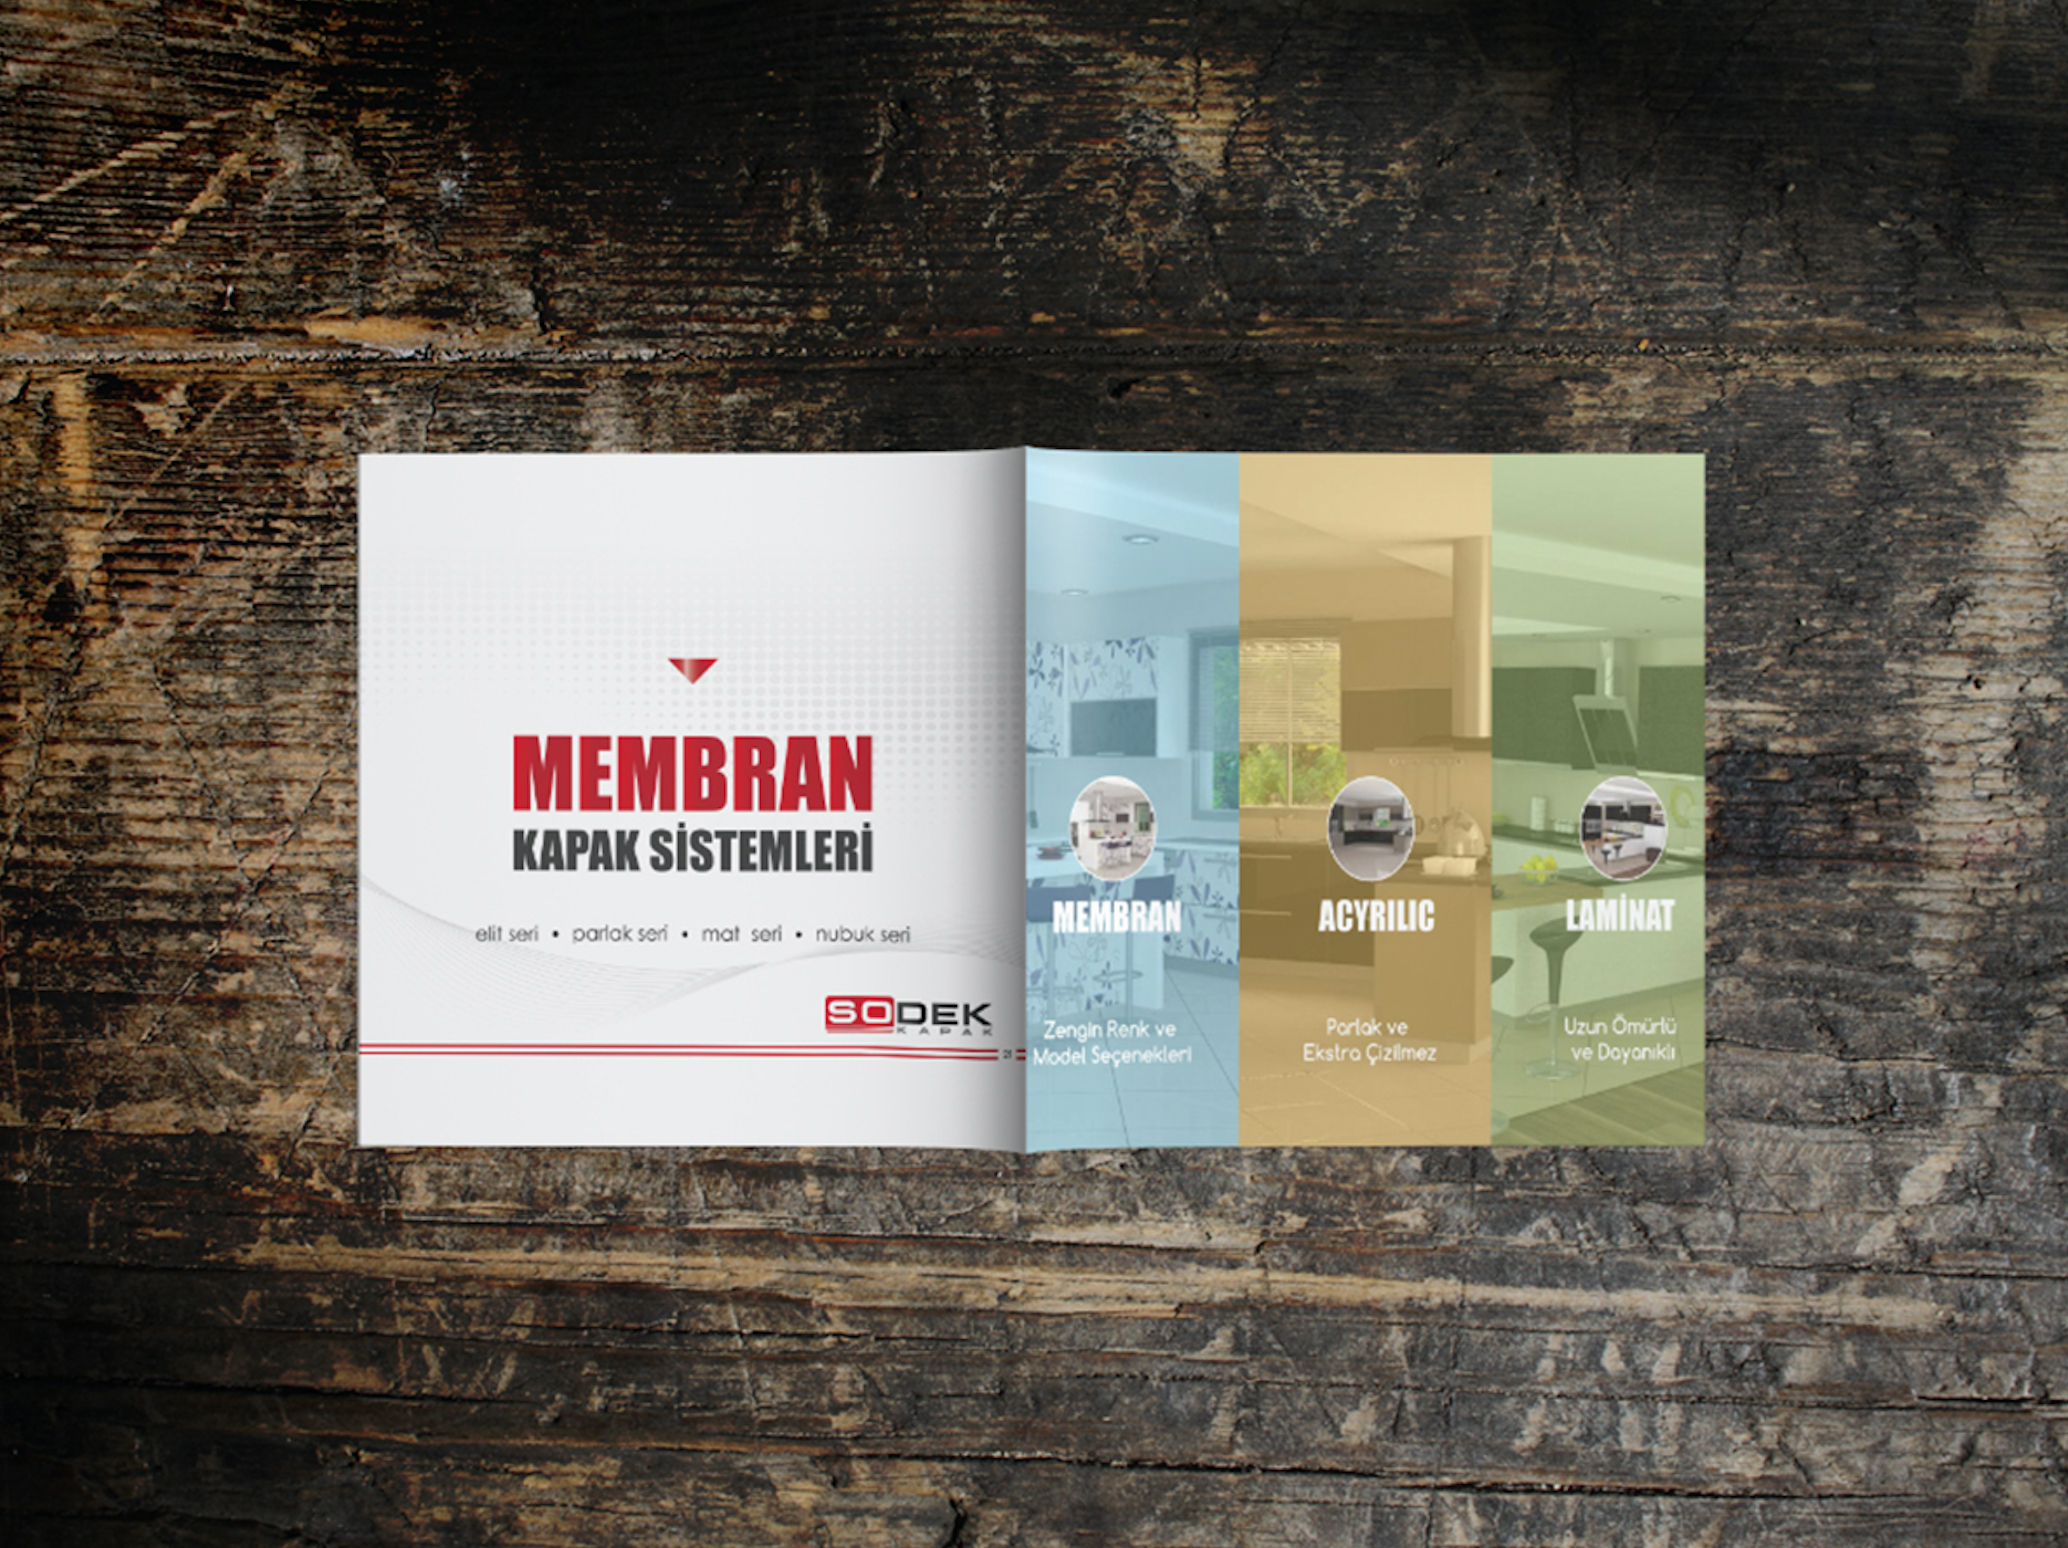 MEMBRAN
KAPAK SİSTEMLERİ
elit seri • parlak seri • mat seri • nubuk seri
SODEK
KAPAK
MEMBRAN
Zengin Renk ve
Model Seçenekleri
ACYRILIC
Parlak ve
Ekstra Çizilmez
LAMİNAT
Uzun Ömürlü
ve Dayanıklı